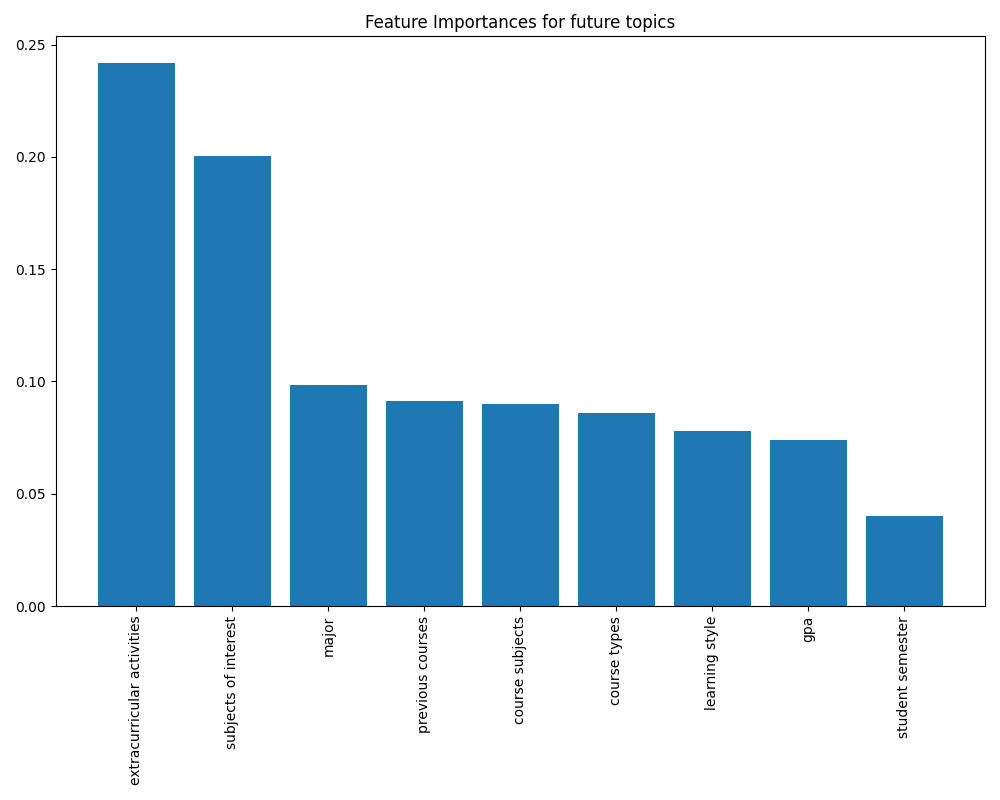 Feature Importances for future topics
0.25
0.20
0.15
0.10
0.05
0.00
extracurricular activities
subjects of interest
major
previous courses
course subjects
course types
learning style
gpa
student semester